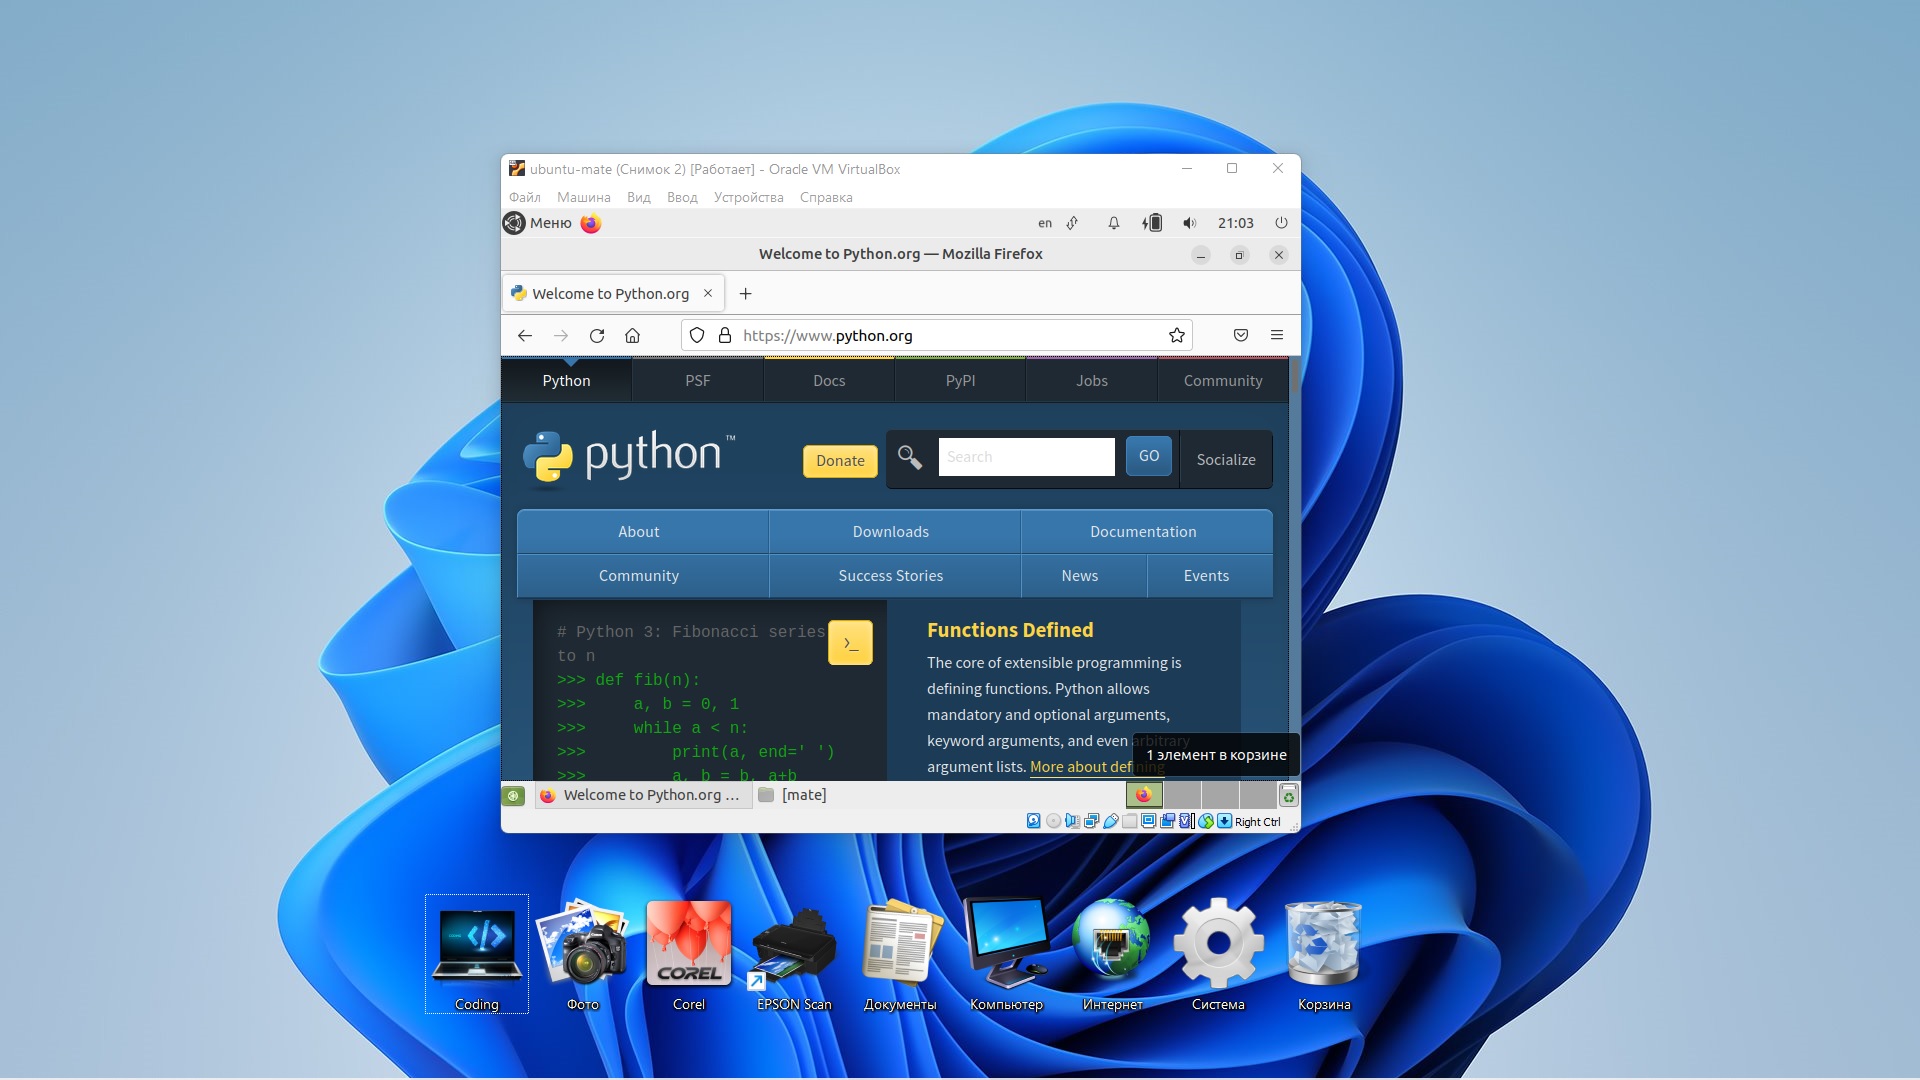 ubuntu-mate (Снимок 2) [Работает] - Oracle VM VirtualBox
Файл Машина Вид Ввод Устройства Справка
Меню en 21:03
Welcome to Python.org — Mozilla Firefox
Welcome to Python.org
https://www.python.org
Python PSF Docs PyPI Jobs Community
python™ Donate Search GO Socialize
About Downloads Documentation
Community Success Stories News Events
# Python 3: Fibonacci series
to n
>>> def fib(n):
>>>     a, b = 0, 1
>>>     while a < n:
>>>         print(a, end=' ')
>>>         a, b = b, a+b
>_
Functions Defined
The core of extensible programming is
defining functions. Python allows
mandatory and optional arguments,
keyword arguments, and even arbitrary
argument lists. More about defining
1 элемент в корзине
Welcome to Python.org ... [mate]
Right Ctrl
COREL
Coding Фото Corel EPSON Scan Документы Компьютер Интернет Система Корзина